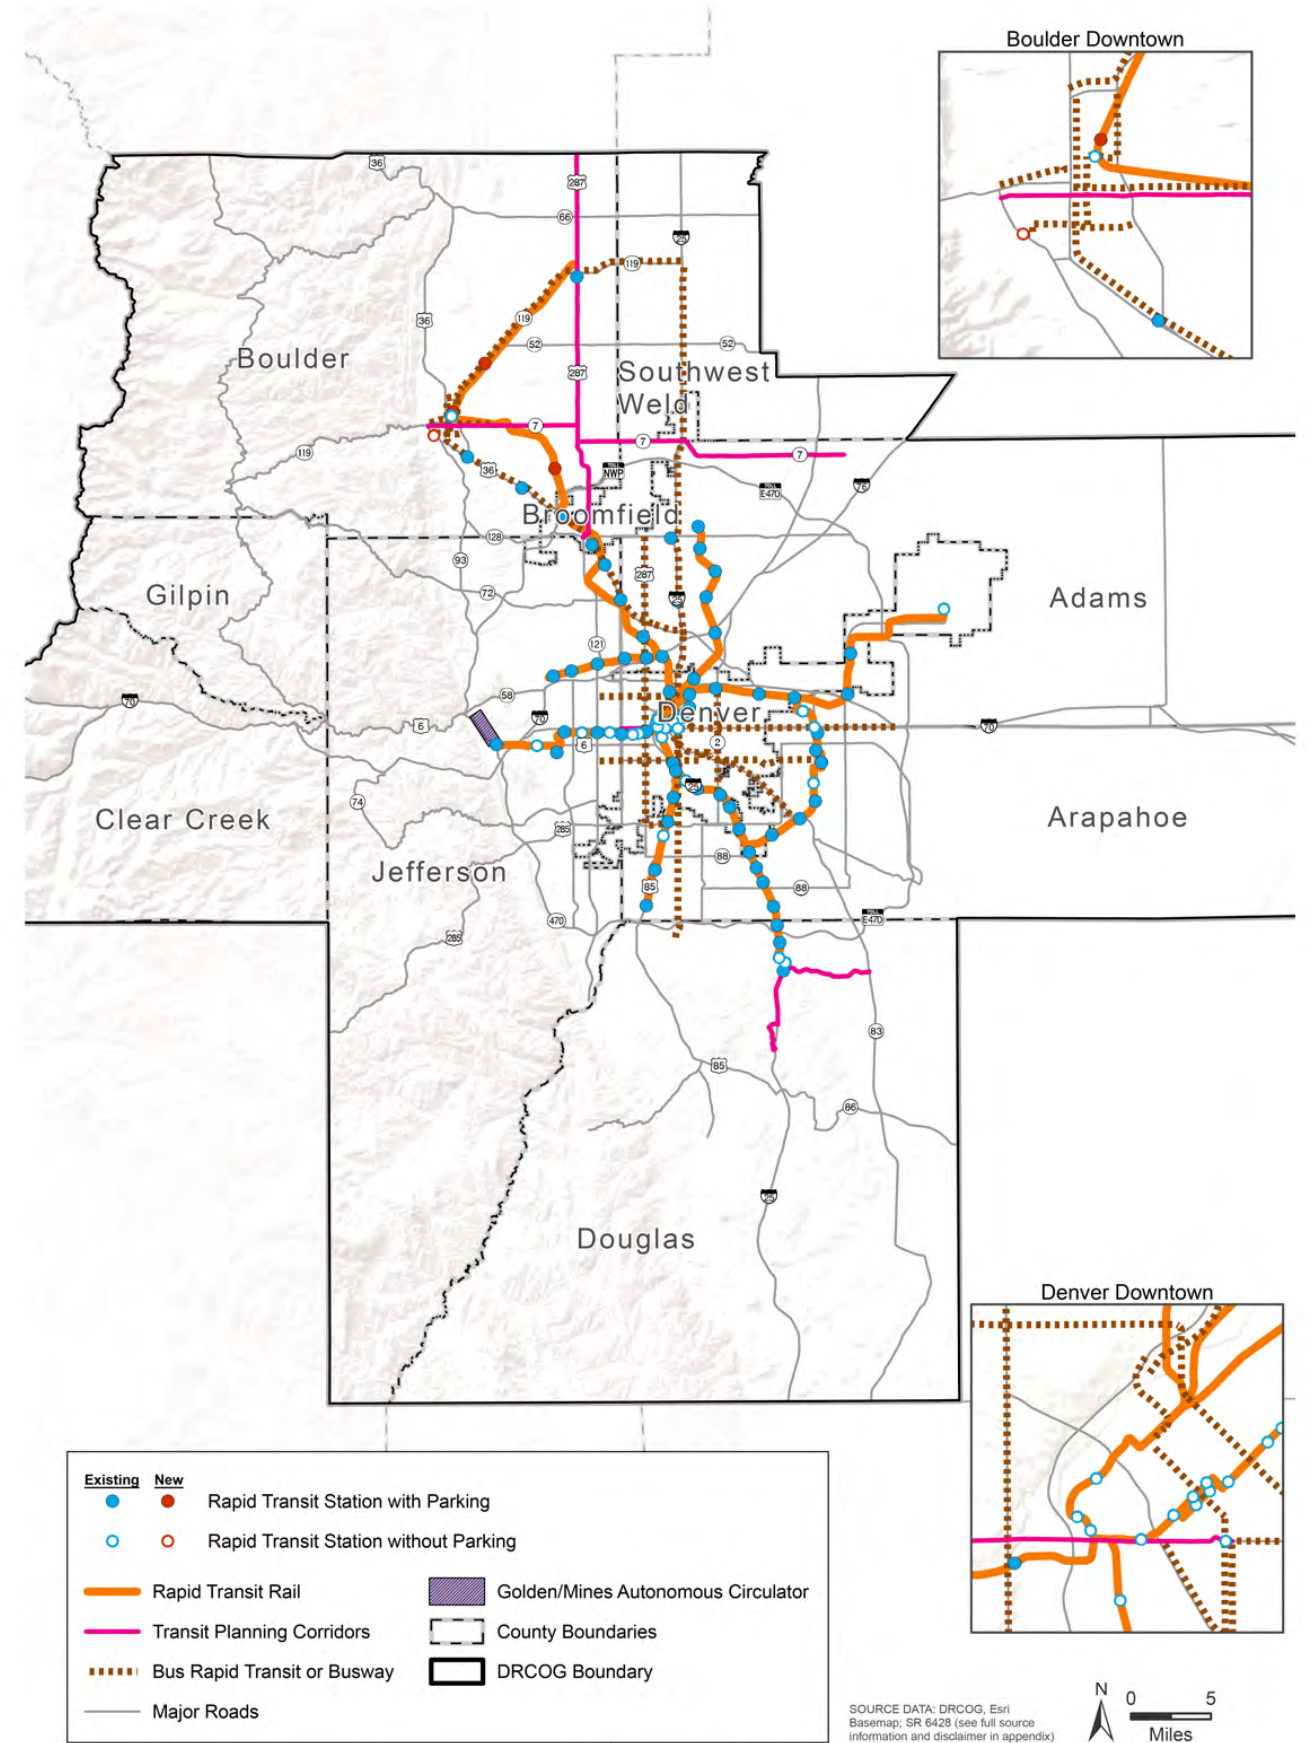 Boulder Downtown
36
287
66
25
119
36
119
52
52
Boulder
287
Southwest
Weld
7
7
7
119
36
TOLL
NWP
TOLL
E470
76
Broomfield
128
93
287
72
25
Gilpin
Adams
121
58
70
70
6
Denver
70
6
2
25
74
Clear Creek
285
Arapahoe
88
Jefferson
85
88
470
TOLL
E470
285
83
85
86
25
Douglas
Denver Downtown
Existing New
Rapid Transit Station with Parking
Rapid Transit Station without Parking
Rapid Transit Rail
Golden/Mines Autonomous Circulator
Transit Planning Corridors
County Boundaries
Bus Rapid Transit or Busway
DRCOG Boundary
Major Roads
SOURCE DATA: DRCOG, Esri
Basemap; SR 6428 (see full source
information and disclaimer in appendix)
N
0 5
Miles